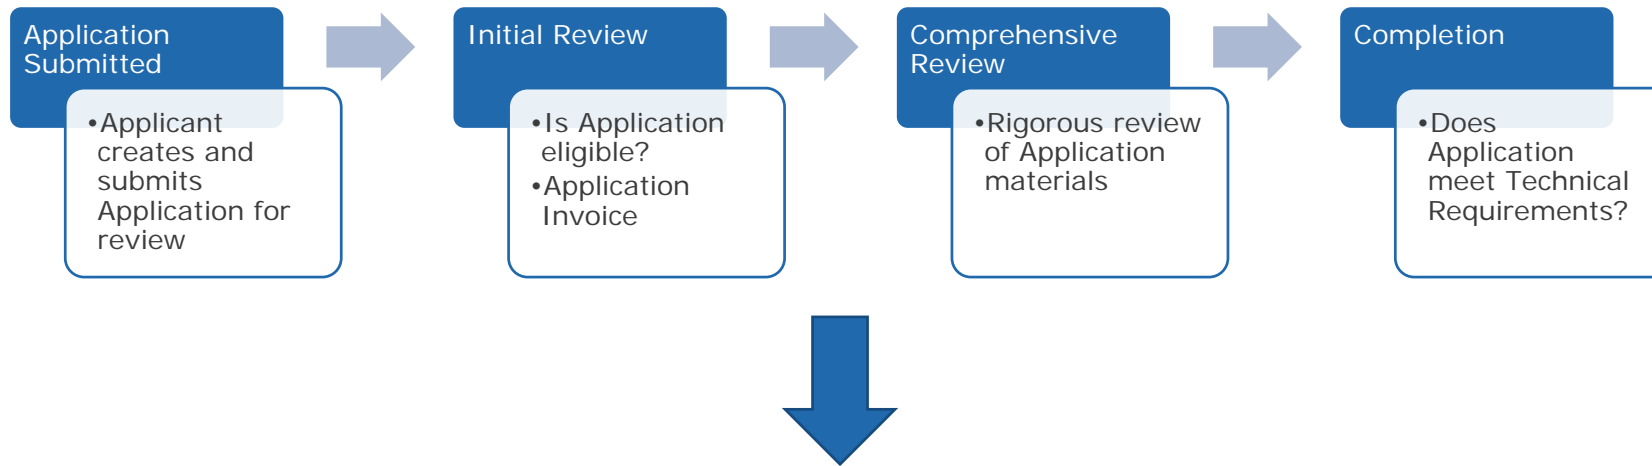 Application
Submitted
•Applicant
creates and
submits
Application for
review
Initial Review
•Is Application
eligible?
•Application
Invoice
Comprehensive
Review
•Rigorous review
of Application
materials
Completion
•Does
Application
meet Technical
Requirements?